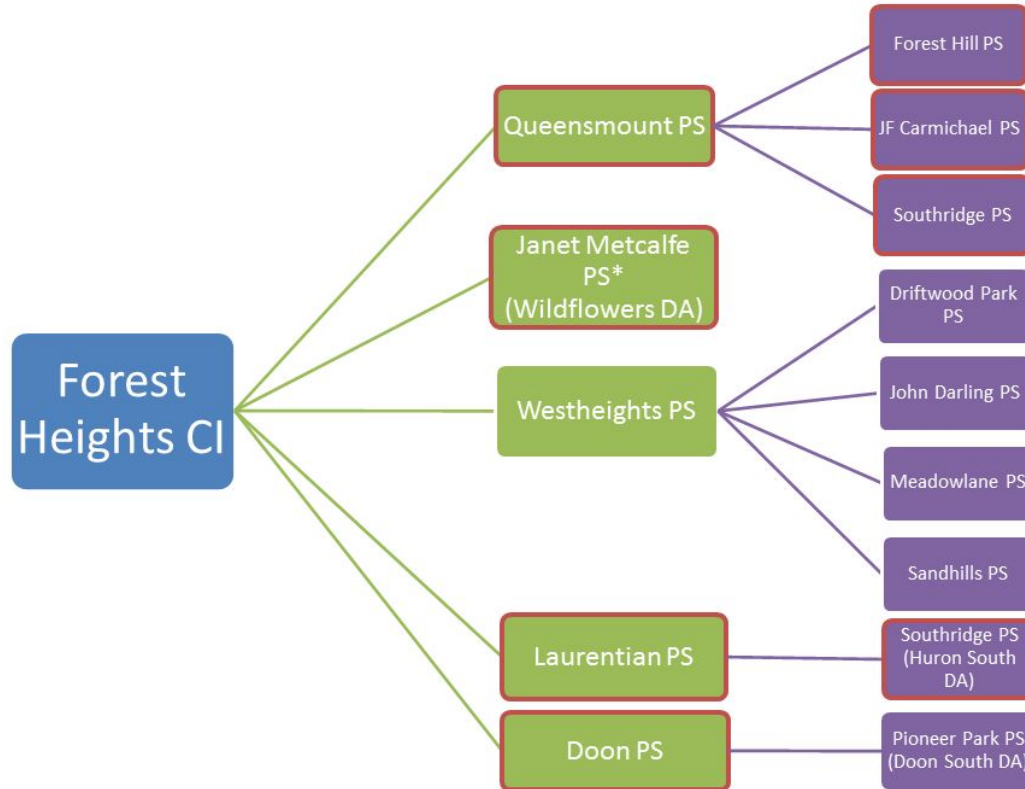 Forest
Heights CI
Queensmount PS
Janet Metcalfe
PS*
(Wildflowers DA)
Westheights PS
Laurentian PS
Doon PS
Forest Hill PS
JF Carmichael PS
Southridge PS
Driftwood Park
PS
John Darling PS
Meadowlane PS
Sandhills PS
Southridge PS
(Huron South
DA)
Pioneer Park PS
(Doon South DA)